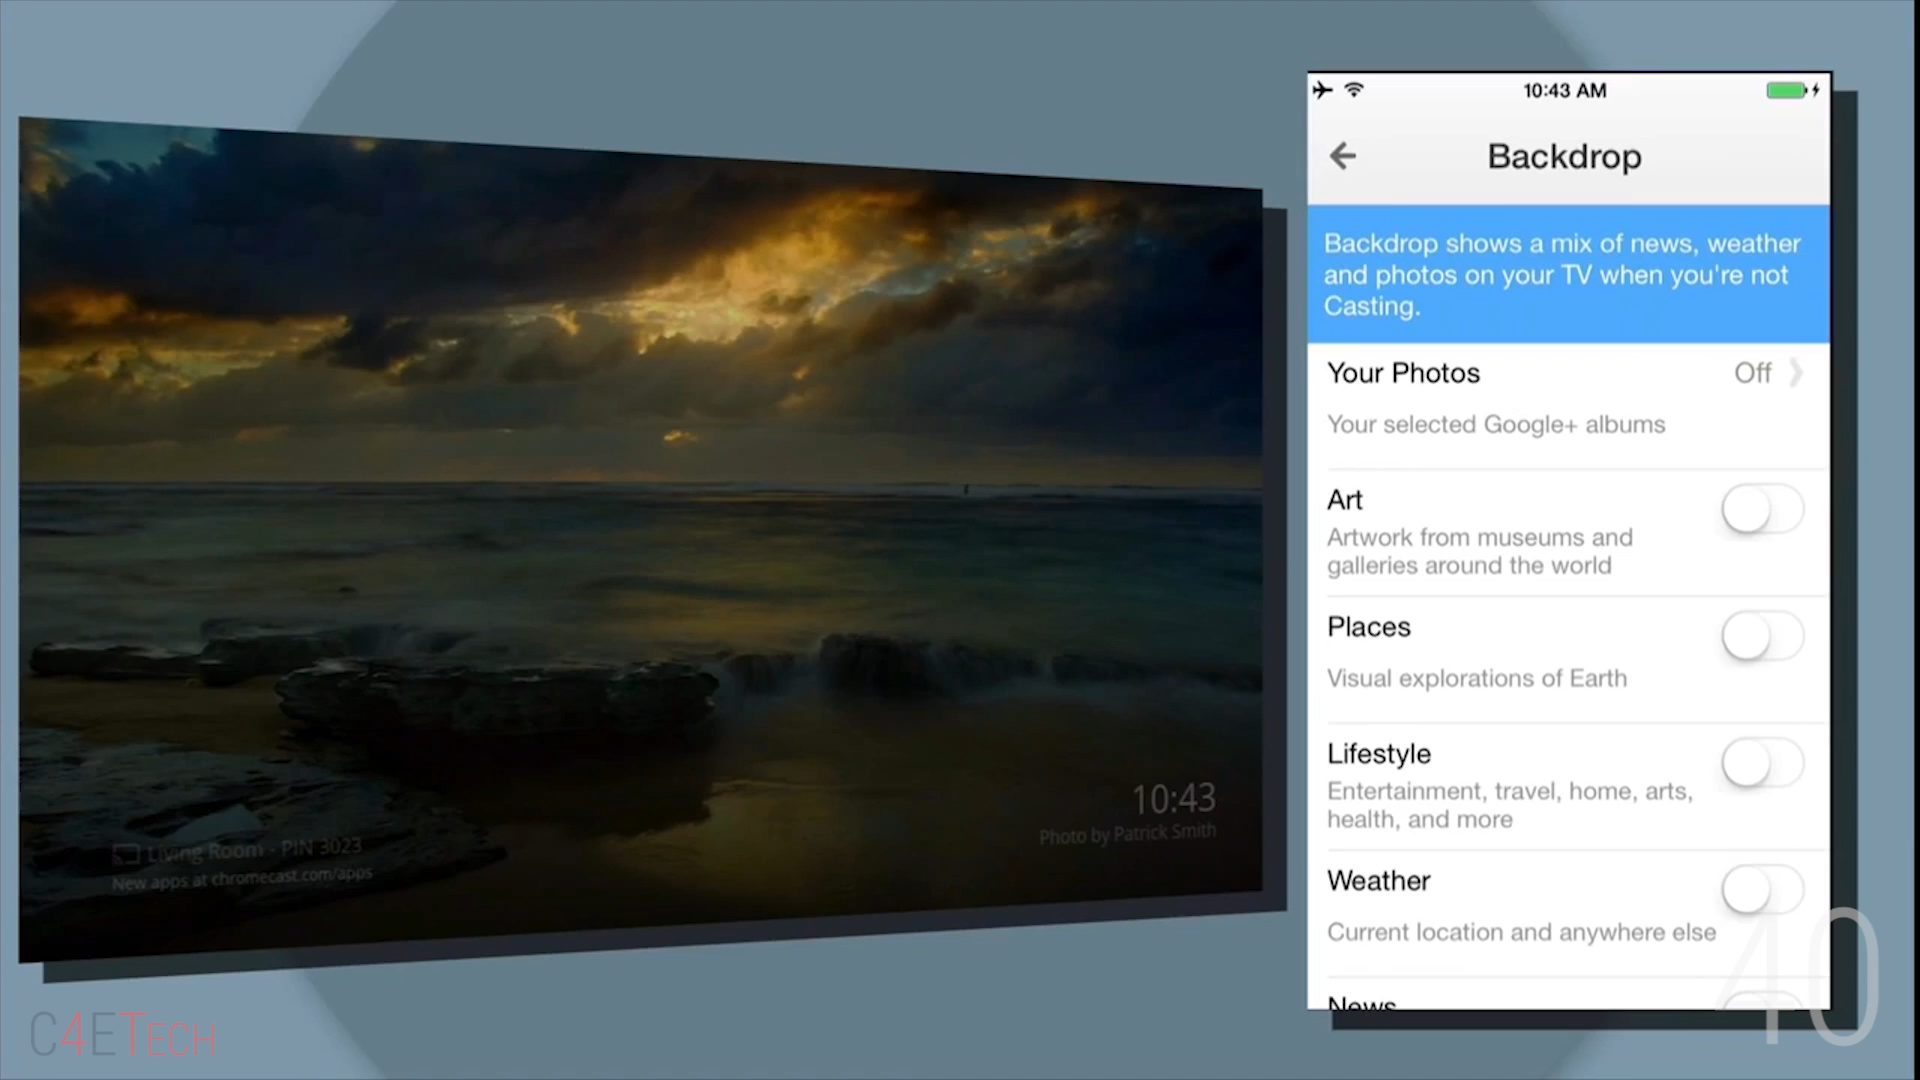 10:43 AM
Backdrop
Backdrop shows a mix of news, weather
and photos on your TV when you're not
Casting.
Your Photos
Off
Your selected Google+ albums
Art
Artwork from museums and
galleries around the world
Places
Visual explorations of Earth
Lifestyle
Entertainment, travel, home, arts,
health, and more
Weather
Current location and anywhere else
News
10:43
Photo by Patrick Smith
Living Room - PIN 3023
New apps at chromecast.com/apps
C4ETECH
40